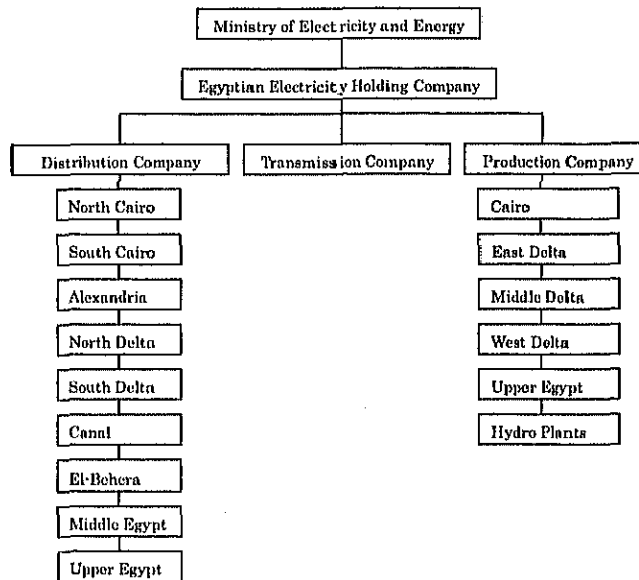 Ministry of Electricity and Energy
Egyptian Electricity Holding Company
Distribution Company
Transmission Company
Production Company
North Cairo
South Cairo
Alexandria
North Delta
South Delta
Canal
El-Behera
Middle Egypt
Upper Egypt
Cairo
East Delta
Middle Delta
West Delta
Upper Egypt
Hydro Plants